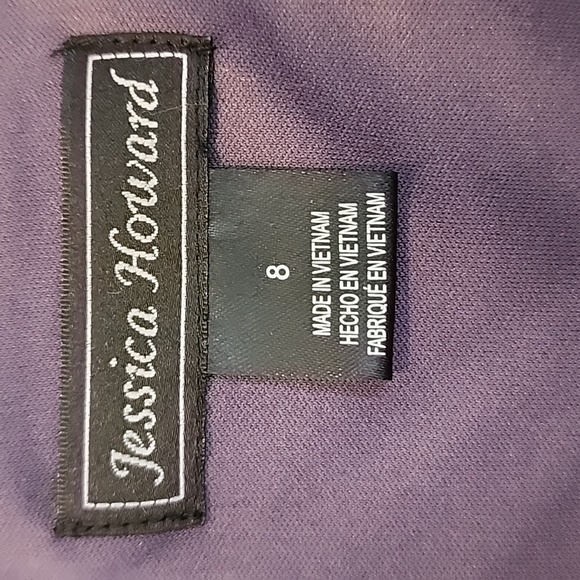 Jessica Howard
8
MADE IN VIETNAM
HECHO EN VIETNAM
FABRIQUÉ EN VIETNAM